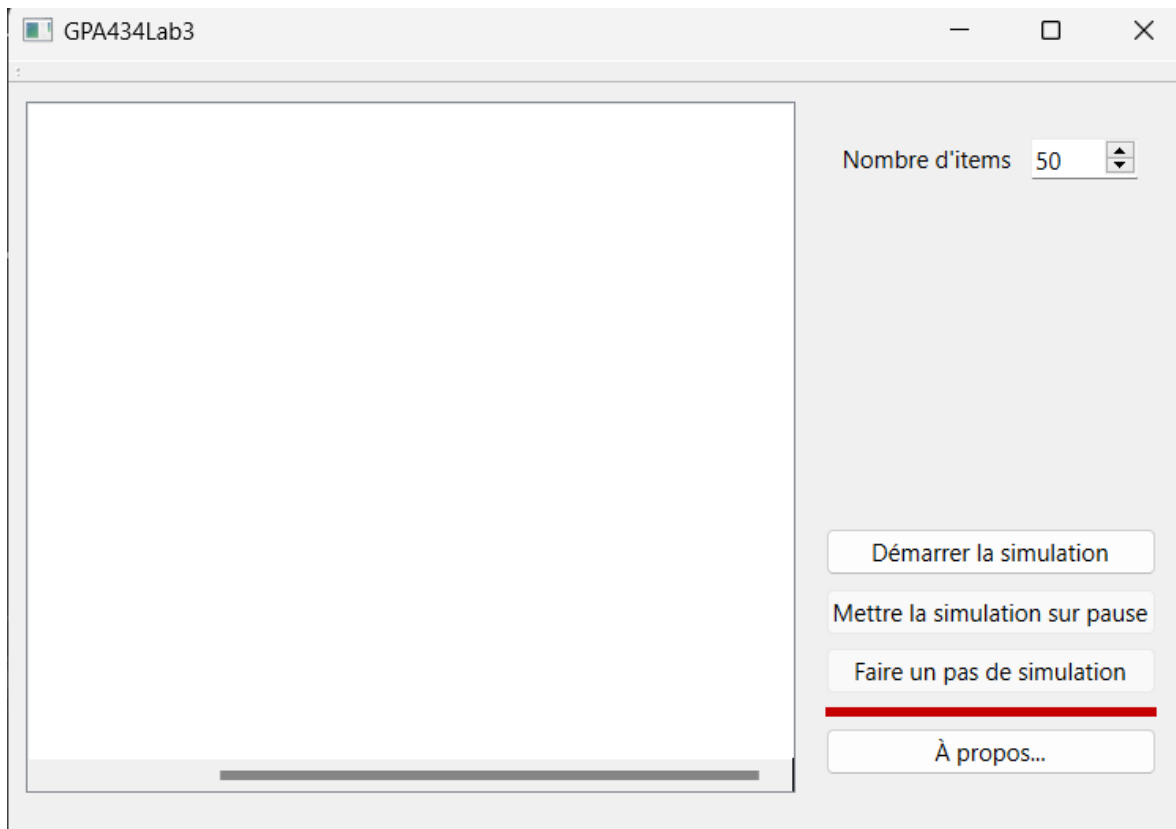 GPA434Lab3
Nombre d'items 50
Démarrer la simulation
Mettre la simulation sur pause
Faire un pas de simulation
À propos...